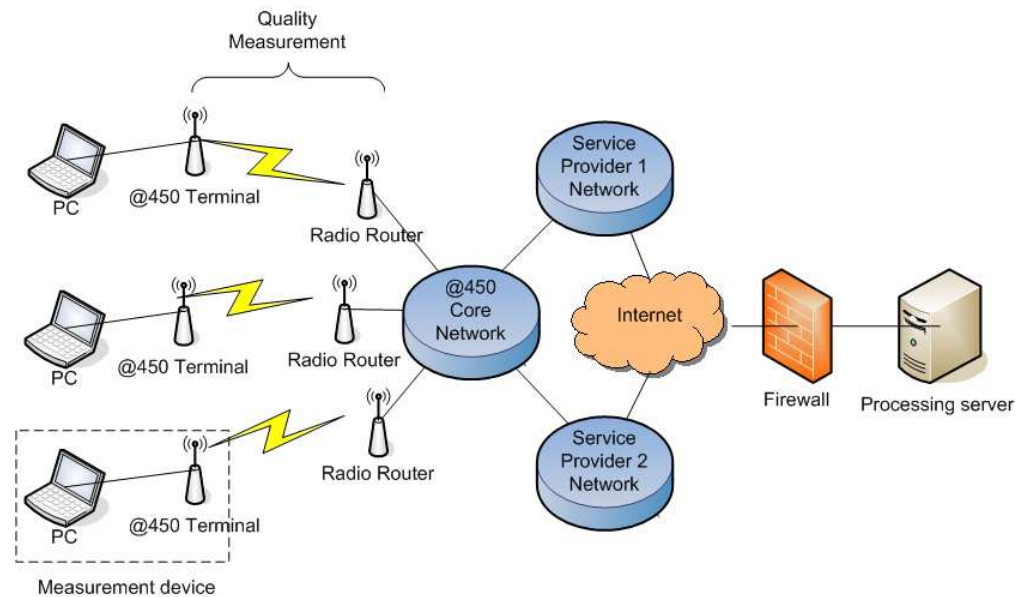 Quality
Measurement
PC
@450 Terminal
Radio Router
Service
Provider 1
Network
PC
@450 Terminal
Radio Router
@450
Core
Network
Internet
Firewall
Processing server
PC
@450 Terminal
Radio Router
Service
Provider 2
Network
Measurement device